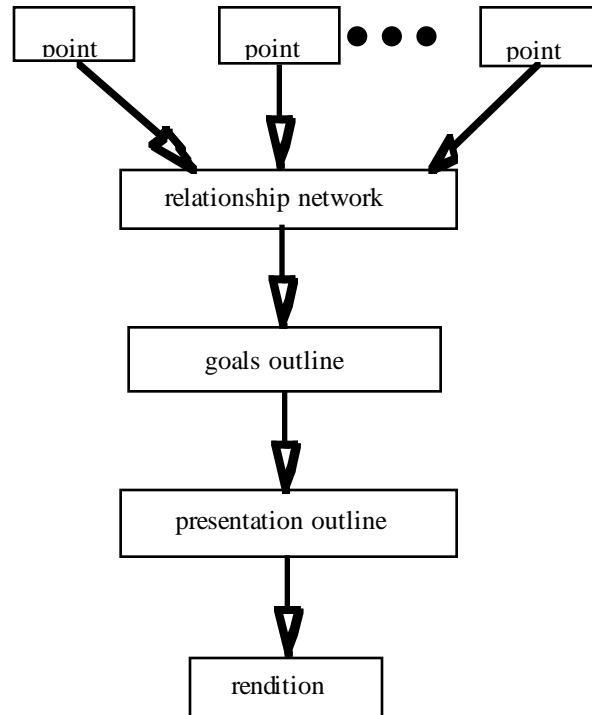 point
point
point
relationship network
goals outline
presentation outline
rendition